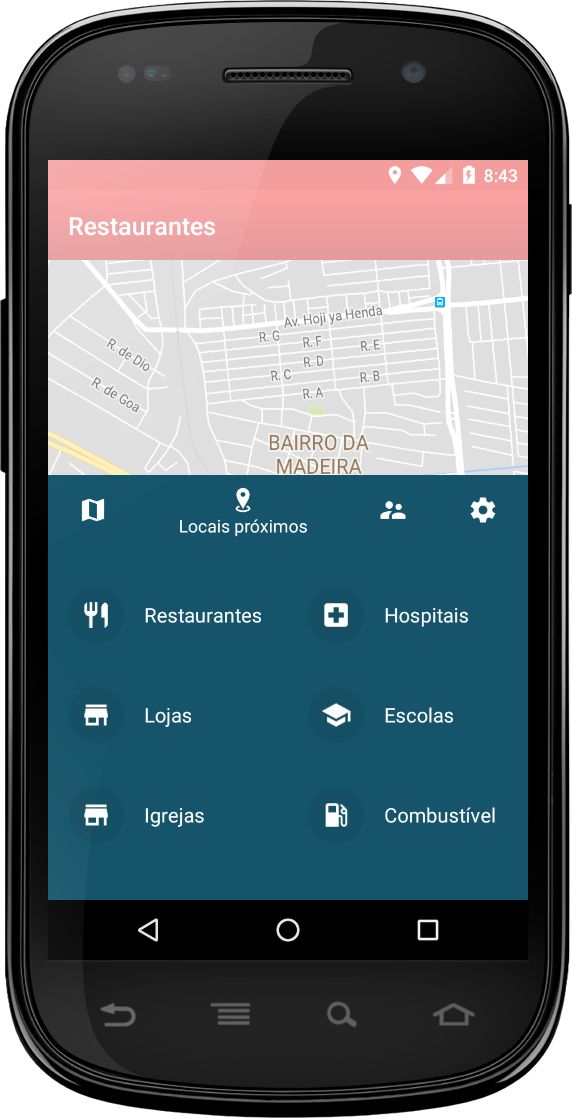 8:43
Restaurantes
Av. Hoji ya Henda
R. G
R. F
R. E
R. de Dio
R. D
R. C
R. B
R. de Goa
R. A
BAIRRO DA
MADEIRA
Locais próximos
Restaurantes
Hospitais
Lojas
Escolas
Igrejas
Combustível